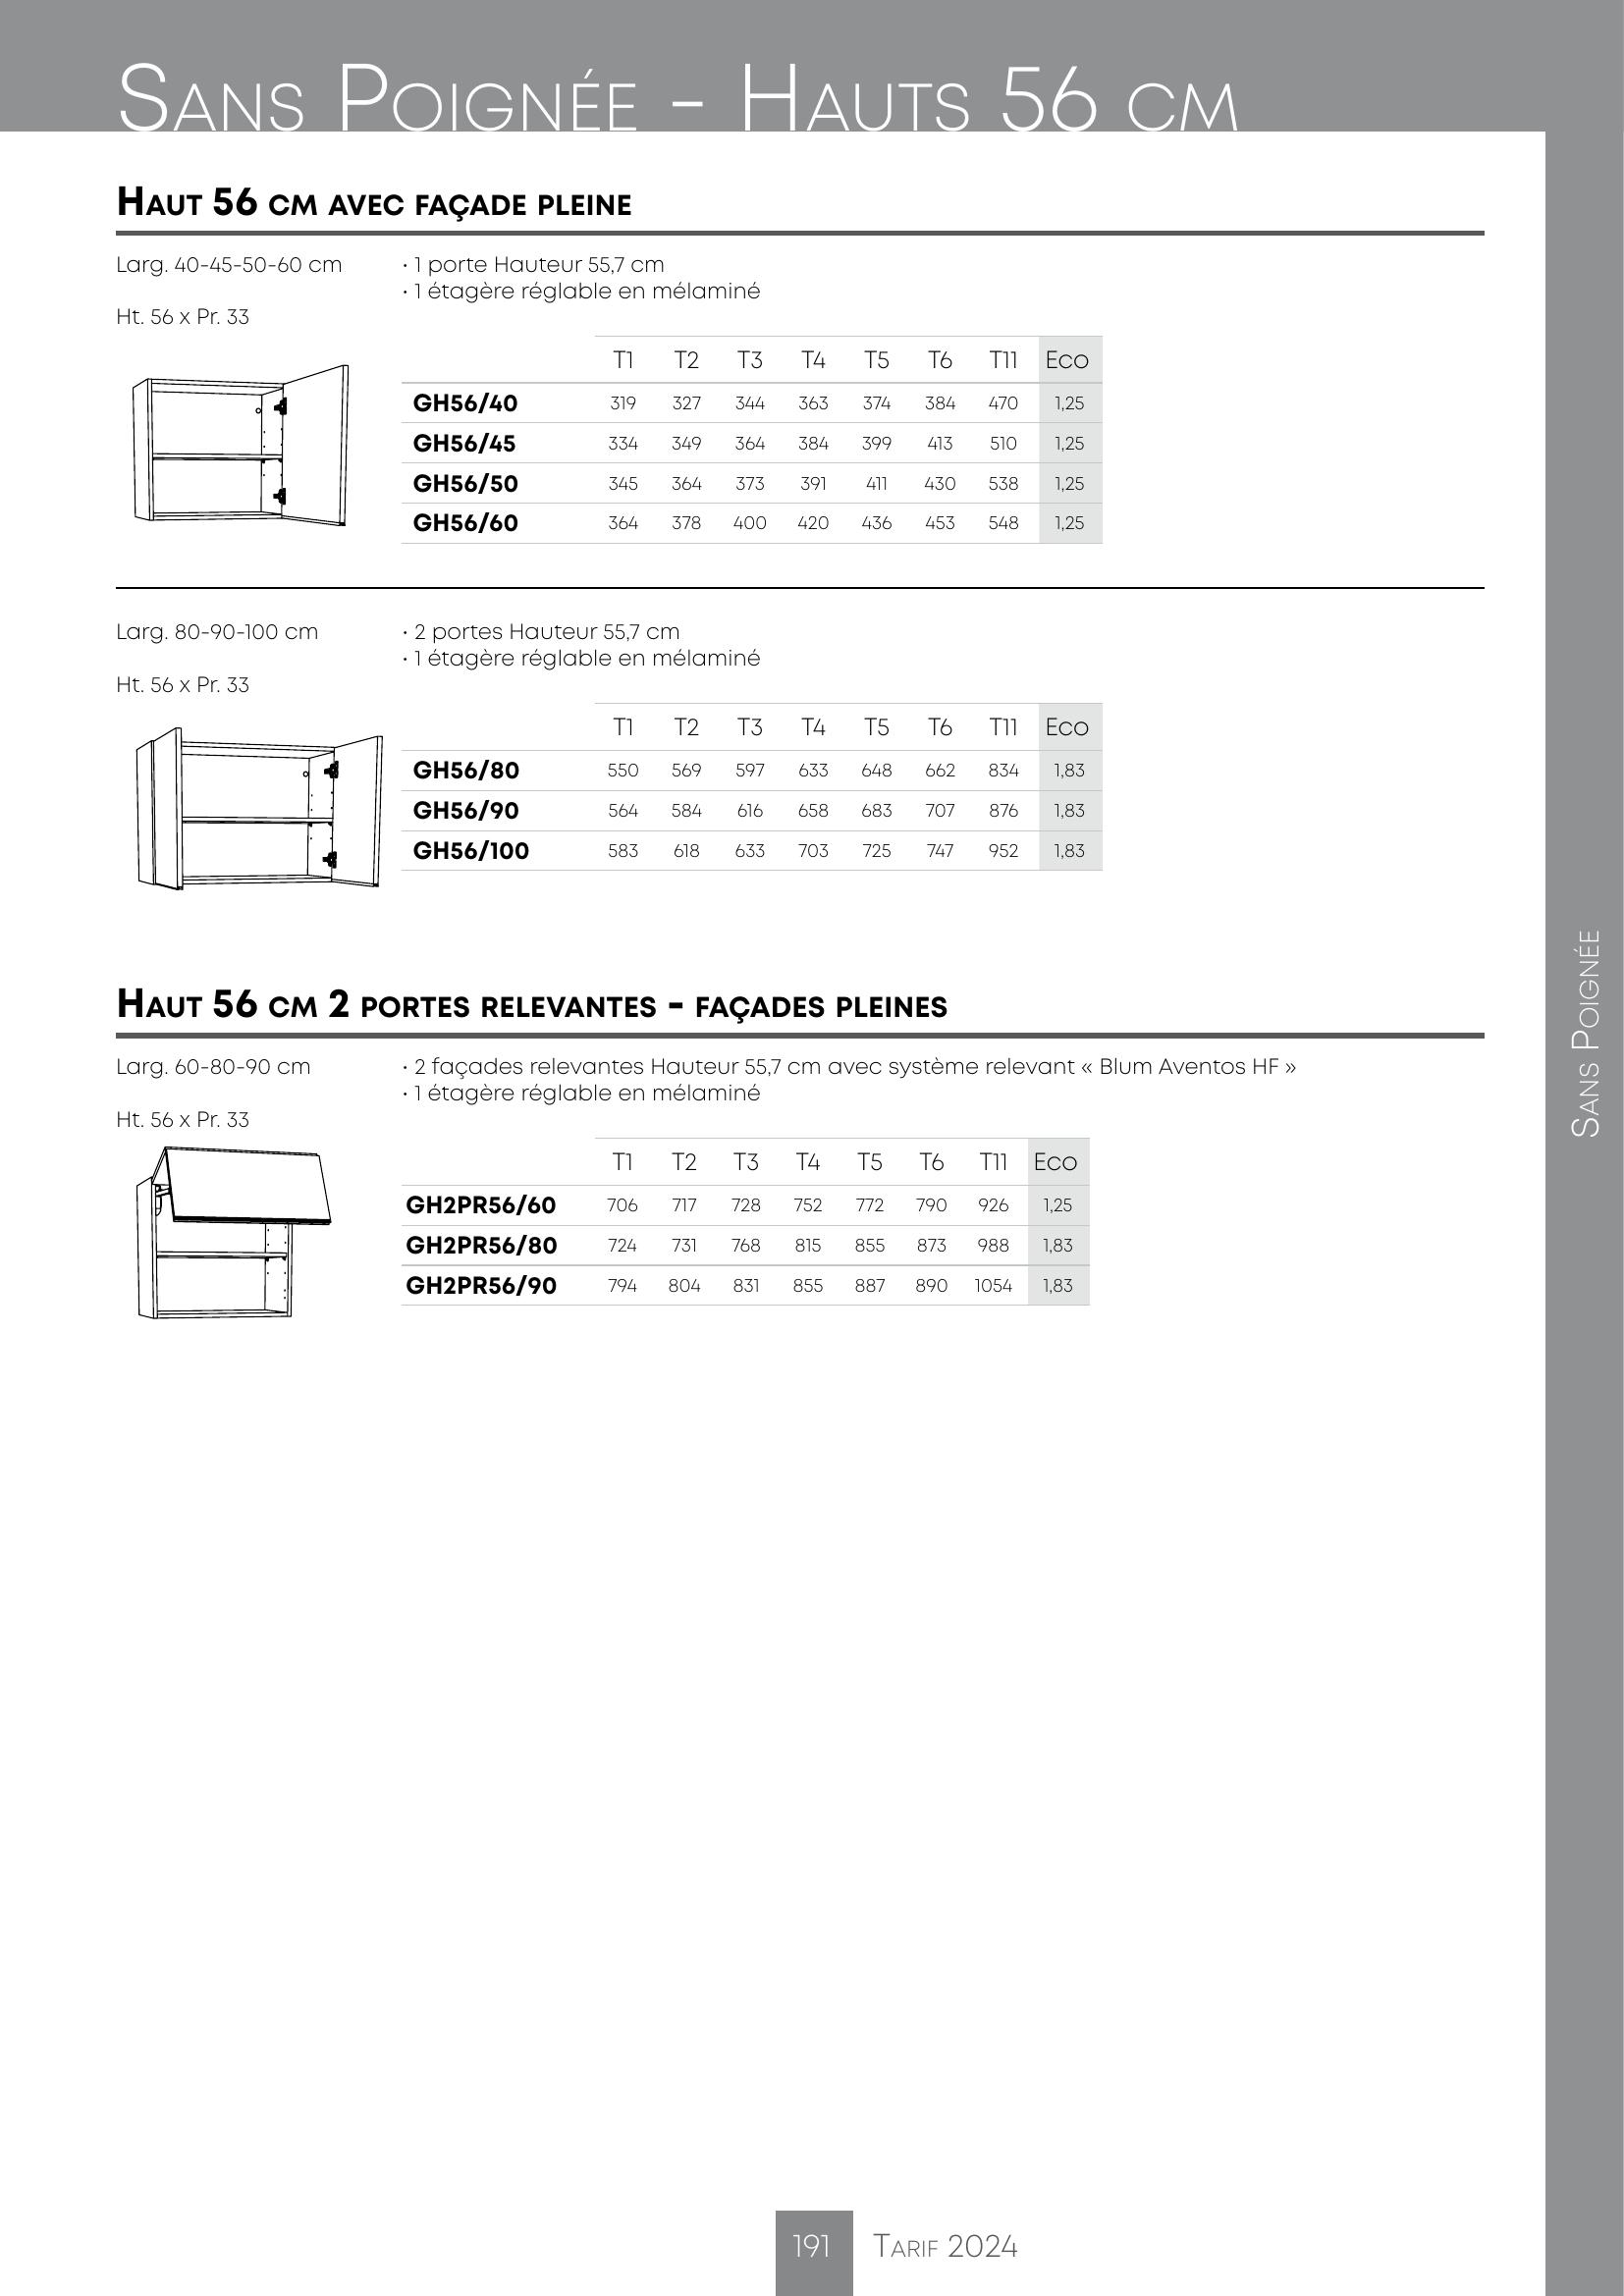 Sans Poignée - Hauts 56 cm
Haut 56 cm avec façade pleine
Larg. 40-45-50-60 cm
Ht. 56 x Pr. 33
· 1 porte Hauteur 55,7 cm
· 1 étagère réglable en mélaminé
T1 T2 T3 T4 T5 T6 T11 Eco
GH56/40 319 327 344 363 374 384 470 1,25
GH56/45 334 349 364 384 399 413 510 1,25
GH56/50 345 364 373 391 411 430 538 1,25
GH56/60 364 378 400 420 436 453 548 1,25
Larg. 80-90-100 cm
Ht. 56 x Pr. 33
· 2 portes Hauteur 55,7 cm
· 1 étagère réglable en mélaminé
T1 T2 T3 T4 T5 T6 T11 Eco
GH56/80 550 569 597 633 648 662 834 1,83
GH56/90 564 584 616 658 683 707 876 1,83
GH56/100 583 618 633 703 725 747 952 1,83
Haut 56 cm 2 portes relevantes - façades pleines
Larg. 60-80-90 cm
Ht. 56 x Pr. 33
· 2 façades relevantes Hauteur 55,7 cm avec système relevant « Blum Aventos HF »
· 1 étagère réglable en mélaminé
T1 T2 T3 T4 T5 T6 T11 Eco
GH2PR56/60 706 717 728 752 772 790 926 1,25
GH2PR56/80 724 731 768 815 855 873 988 1,83
GH2PR56/90 794 804 831 855 887 890 1054 1,83
Sans Poignée
191 Tarif 2024